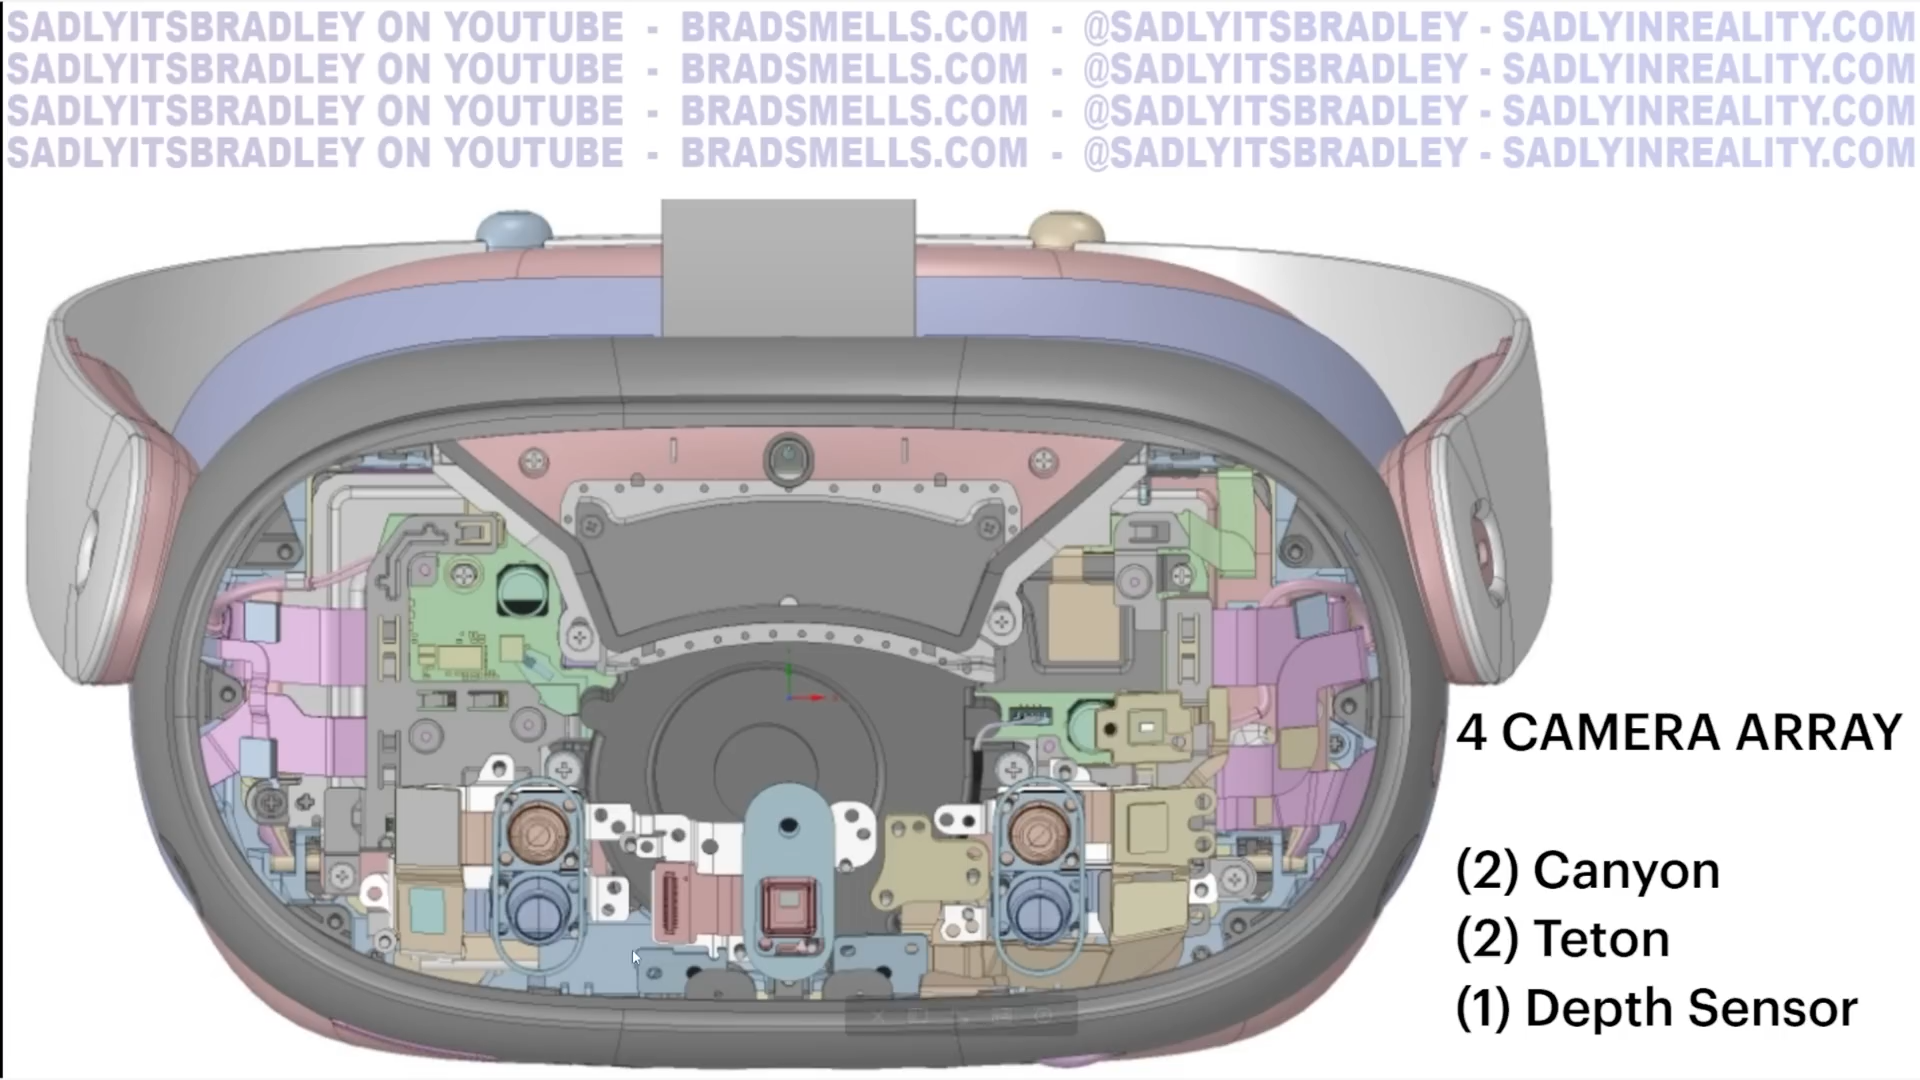 SADLYITSBRADLEY ON YOUTUBE - BRADSMELLS.COM - @SADLYITSBRADLEY - SADLYINREALITY.COM
SADLYITSBRADLEY ON YOUTUBE - BRADSMELLS.COM - @SADLYITSBRADLEY - SADLYINREALITY.COM
SADLYITSBRADLEY ON YOUTUBE - BRADSMELLS.COM - @SADLYITSBRADLEY - SADLYINREALITY.COM
SADLYITSBRADLEY ON YOUTUBE - BRADSMELLS.COM - @SADLYITSBRADLEY - SADLYINREALITY.COM
4 CAMERA ARRAY
(2) Canyon
(2) Teton
(1) Depth Sensor